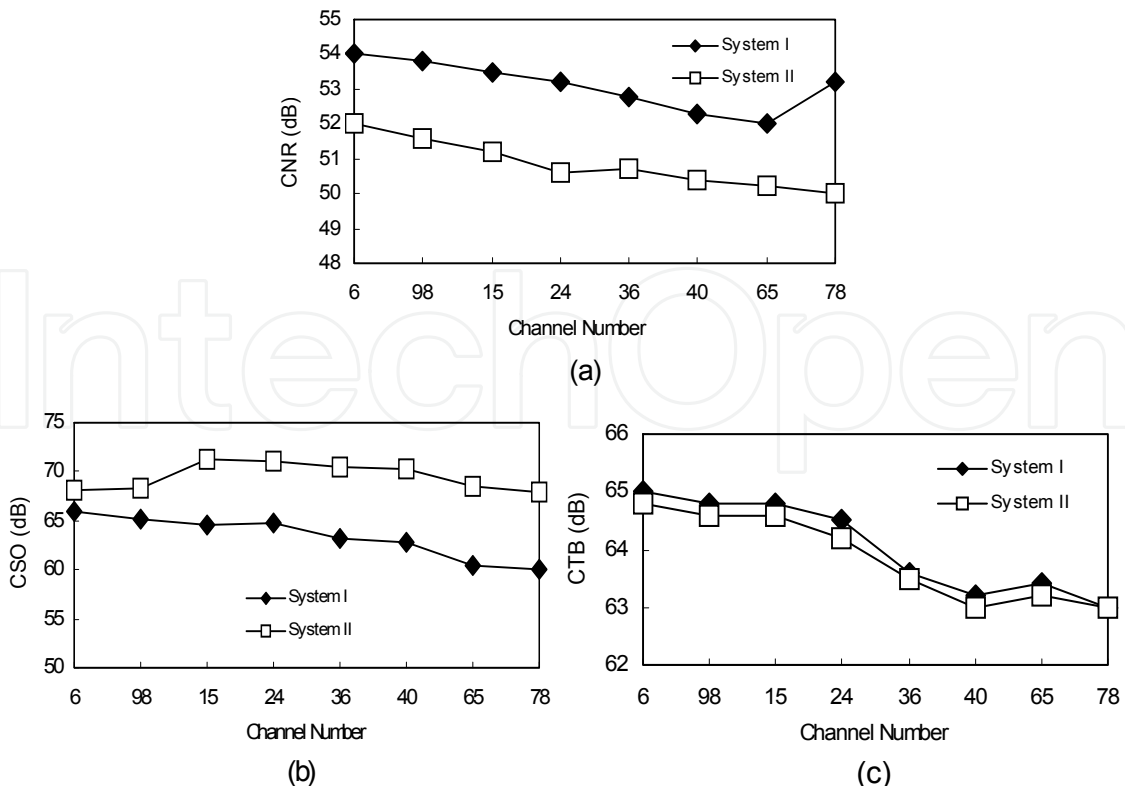 55
54
53
52
51
50
49
48
CNR (dB)
System I
System II
6 98 15 24 36 40 65 78
Channel Number
(a)
IntechOpen
75
70
65
60
55
50
CSO (dB)
System I
System II
6 98 15 24 36 40 65 78
Channel Number
(b)
66
65
64
63
62
CTB (dB)
System I
System II
6 98 15 24 36 40 65 78
Channel Number
(c)